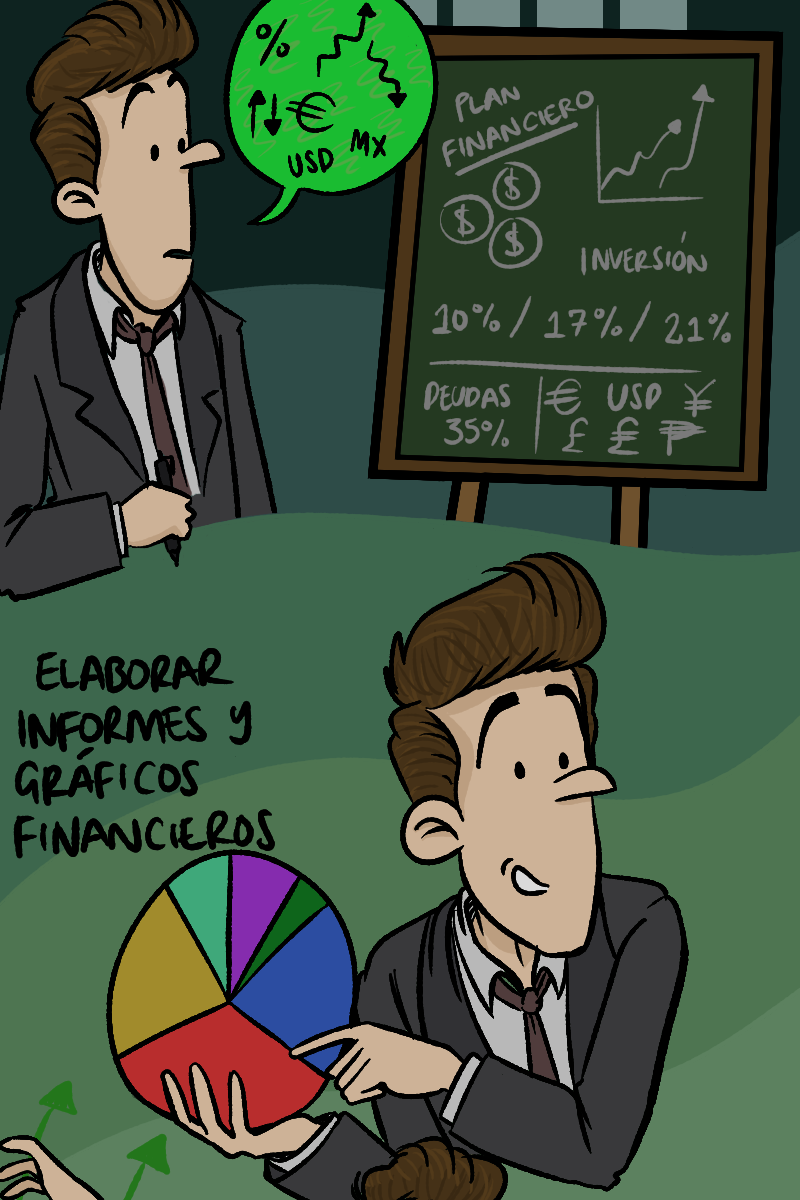 %
€
USD MX
PLAN
FINANCIERO
$
$ $
INVERSIÓN
10% / 17% / 21%
DEUDAS
35%
€ USD ¥
£ ₤ ₱
ELABORAR
INFORMES Y
GRÁFICOS
FINANCIEROS